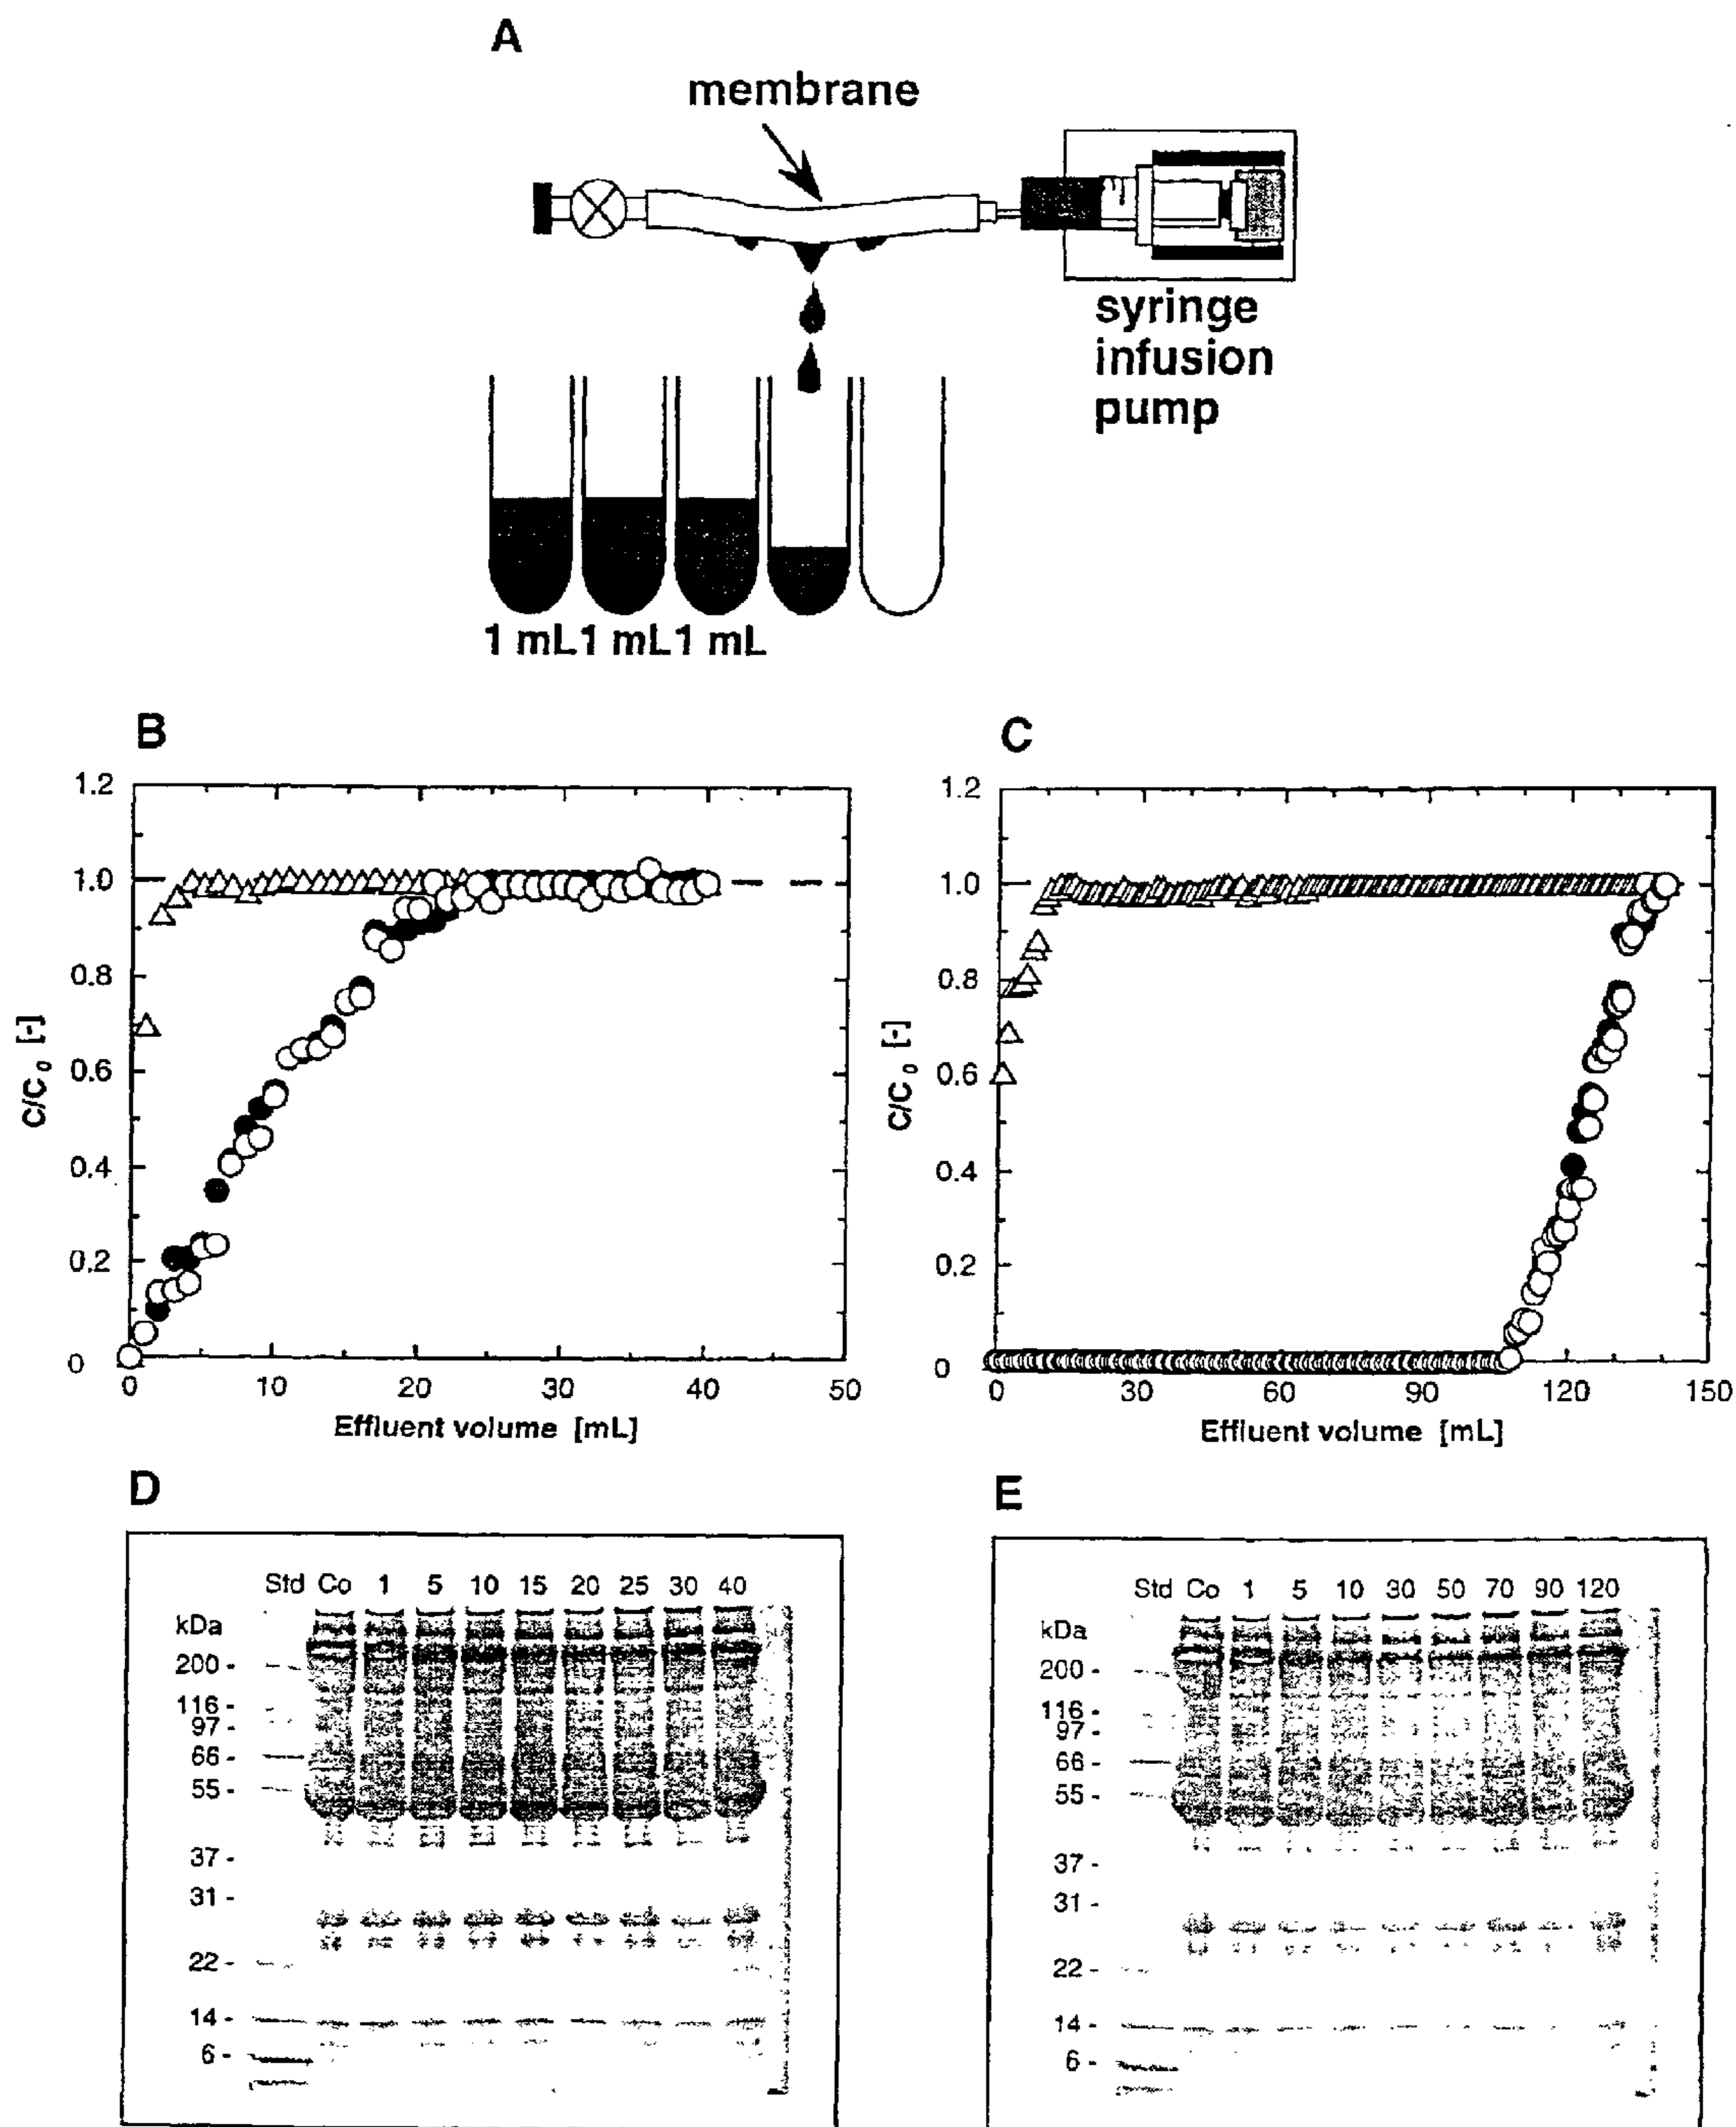 A
membrane
syringe
infusion
pump
1 mL1 mL1 mL
B
1.2
1.0
0.8
0.6
0.4
0.2
0
C/C0 [-]
0 10 20 30 40 50
Effluent volume [mL]
C
1.2
1.0
0.8
0.6
0.4
0.2
0
C/C0 [-]
0 30 60 90 120 150
Effluent volume [mL]
D
Std Co 1 5 10 15 20 25 30 40
kDa
200 -
116 -
97 -
66 -
55 -
37 -
31 -
22 -
14 -
6 -
E
Std Co 1 5 10 30 50 70 90 120
kDa
200 -
116 -
97 -
66 -
55 -
37 -
31 -
22 -
14 -
6 -